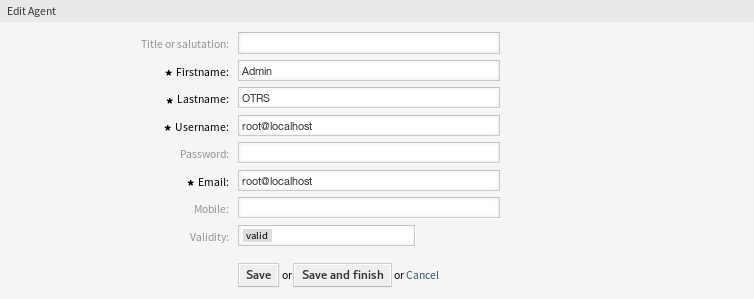 Edit Agent
Title or salutation:
★ Firstname: Admin
★ Lastname: OTRS
★ Username: root@localhost
Password:
★ Email: root@localhost
Mobile:
Validity: valid
Save or Save and finish or Cancel